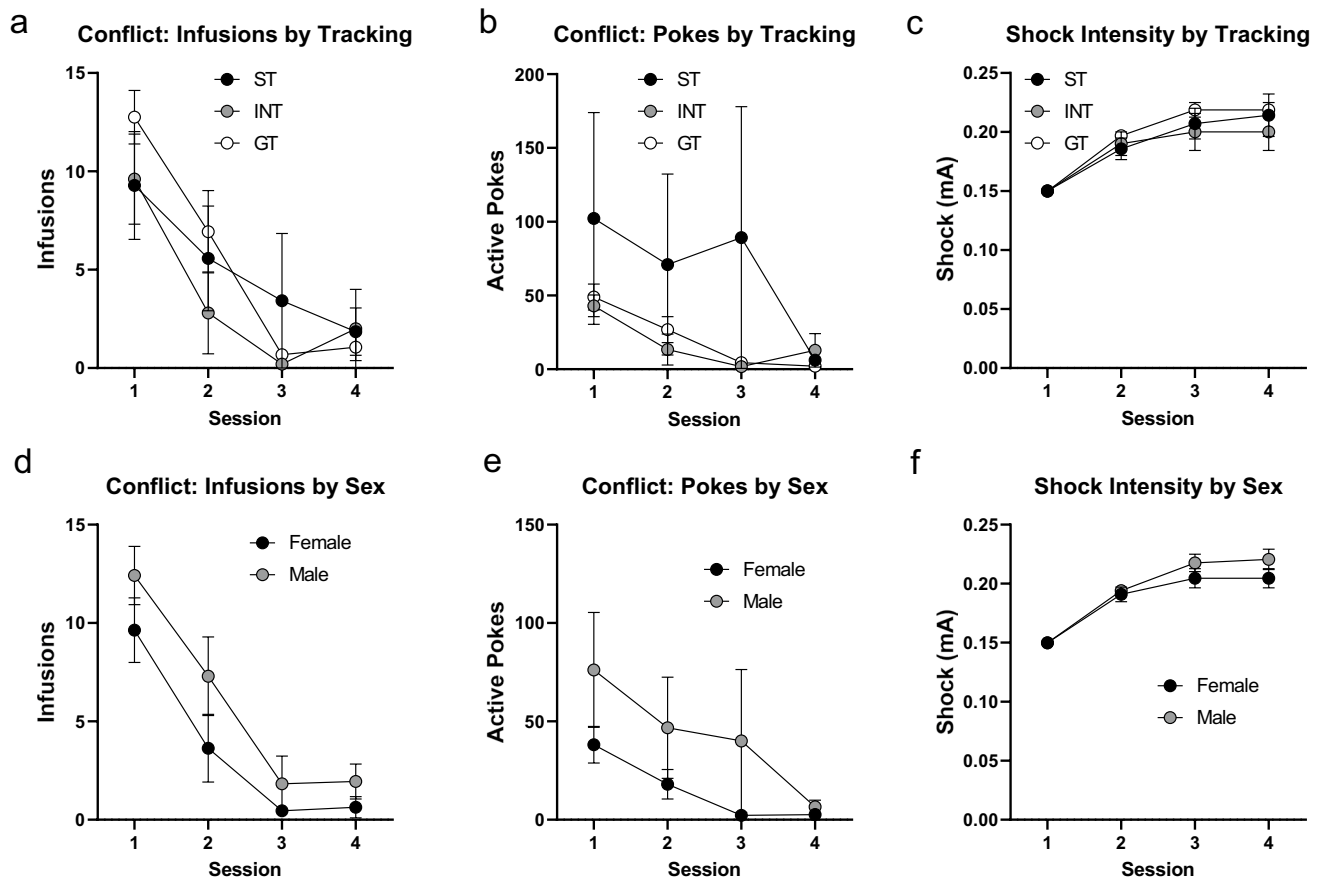 a
Conflict: Infusions by Tracking
15
10
5
0
Infusions
ST
INT
GT
1 2 3 4
Session
b
Conflict: Pokes by Tracking
200
150
100
50
0
Active Pokes
ST
INT
GT
1 2 3 4
Session
c
Shock Intensity by Tracking
0.25
0.20
0.15
0.10
0.05
0.00
Shock (mA)
ST
INT
GT
1 2 3 4
Session
d
Conflict: Infusions by Sex
15
10
5
0
Infusions
Female
Male
1 2 3 4
Session
e
Conflict: Pokes by Sex
150
100
50
0
Active Pokes
Female
Male
1 2 3 4
Session
f
Shock Intensity by Sex
0.25
0.20
0.15
0.10
0.05
0.00
Shock (mA)
Female
Male
1 2 3 4
Session